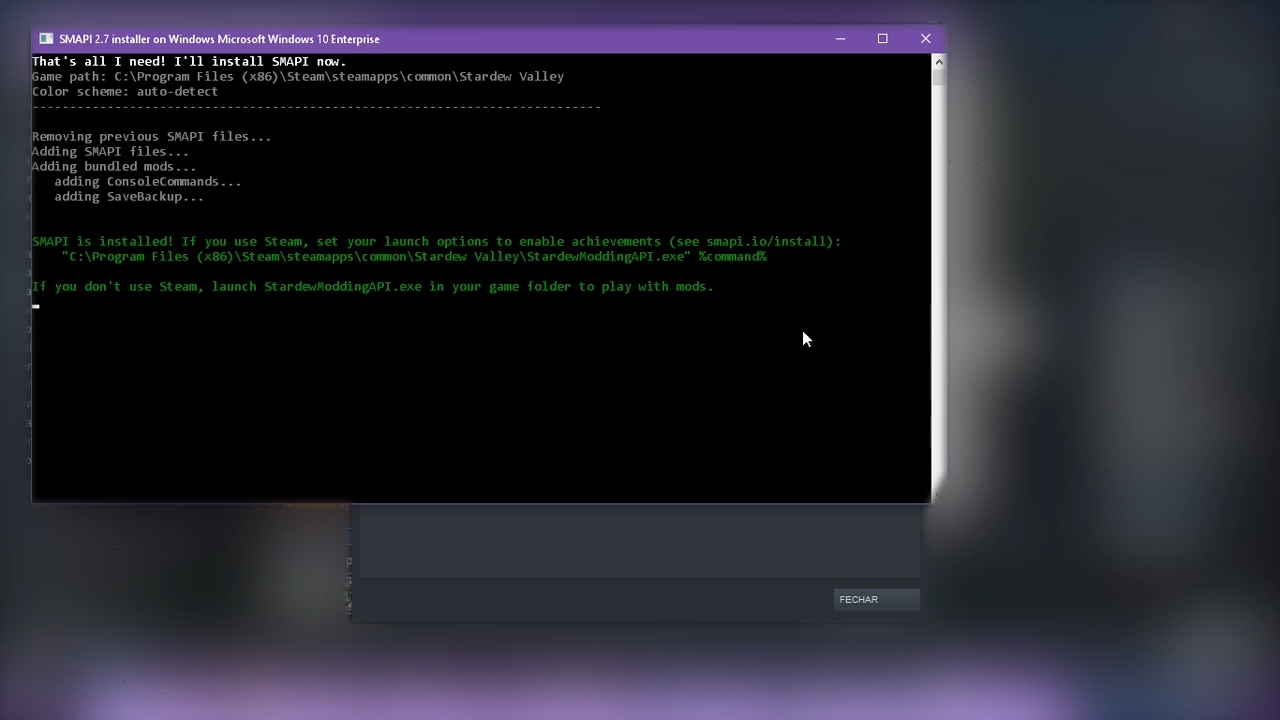 SMAPI 2.7 installer on Windows Microsoft Windows 10 Enterprise
That's all I need! I'll install SMAPI now.
Game path: C:\Program Files (x86)\Steam\steamapps\common\Stardew Valley
Color scheme: auto-detect
----------------------------------------------------------------------------
Removing previous SMAPI files...
Adding SMAPI files...
Adding bundled mods...
adding ConsoleCommands...
adding SaveBackup...
SMAPI is installed! If you use Steam, set your launch options to enable achievements (see smapi.io/install):
"C:\Program Files (x86)\Steam\steamapps\common\Stardew Valley\StardewModdingAPI.exe" %command%
If you don't use Steam, launch StardewModdingAPI.exe in your game folder to play with mods.
FECHAR